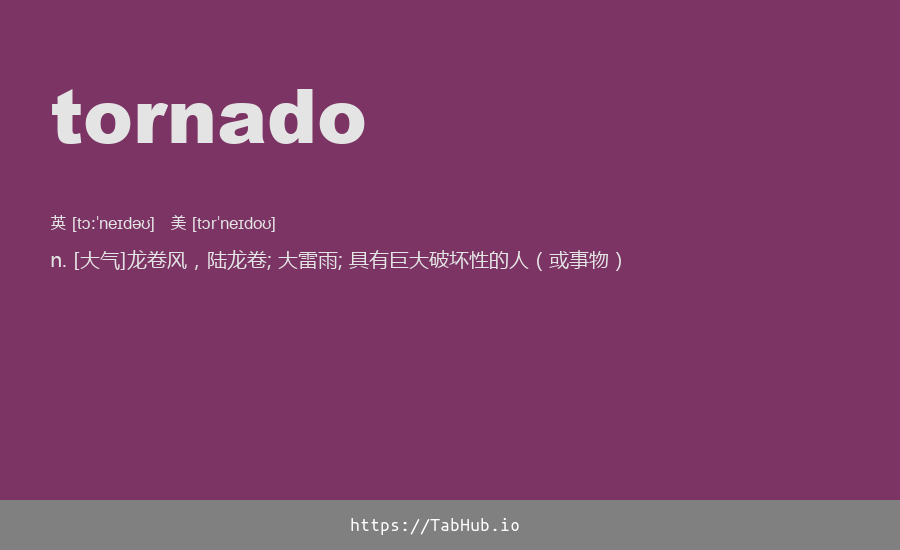 tornado
英 [tɔːˈneɪdəʊ] 美 [tɔrˈneɪdoʊ]
n. [大气]龙卷风，陆龙卷; 大雷雨; 具有巨大破坏性的人（或事物）
https://TabHub.io